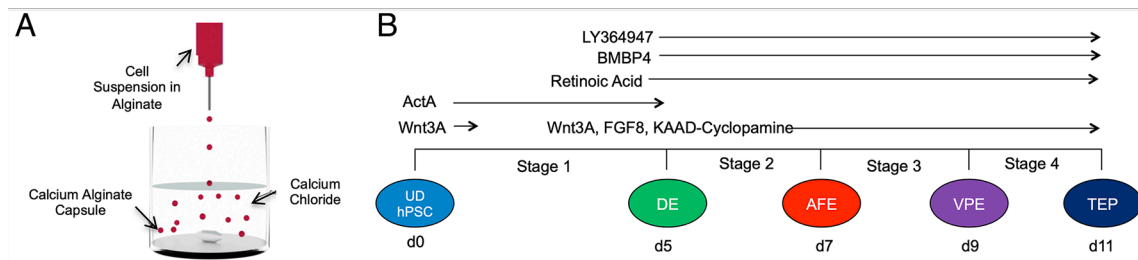 A
Cell
Suspension in
Alginate
Calcium Alginate
Capsule
Calcium
Chloride
B
LY364947
BMBP4
Retinoic Acid
ActA
Wnt3A
Wnt3A, FGF8, KAAD-Cyclopamine
Stage 1
Stage 2
Stage 3
Stage 4
UD
hPSC
DE
AFE
VPE
TEP
d0
d5
d7
d9
d11